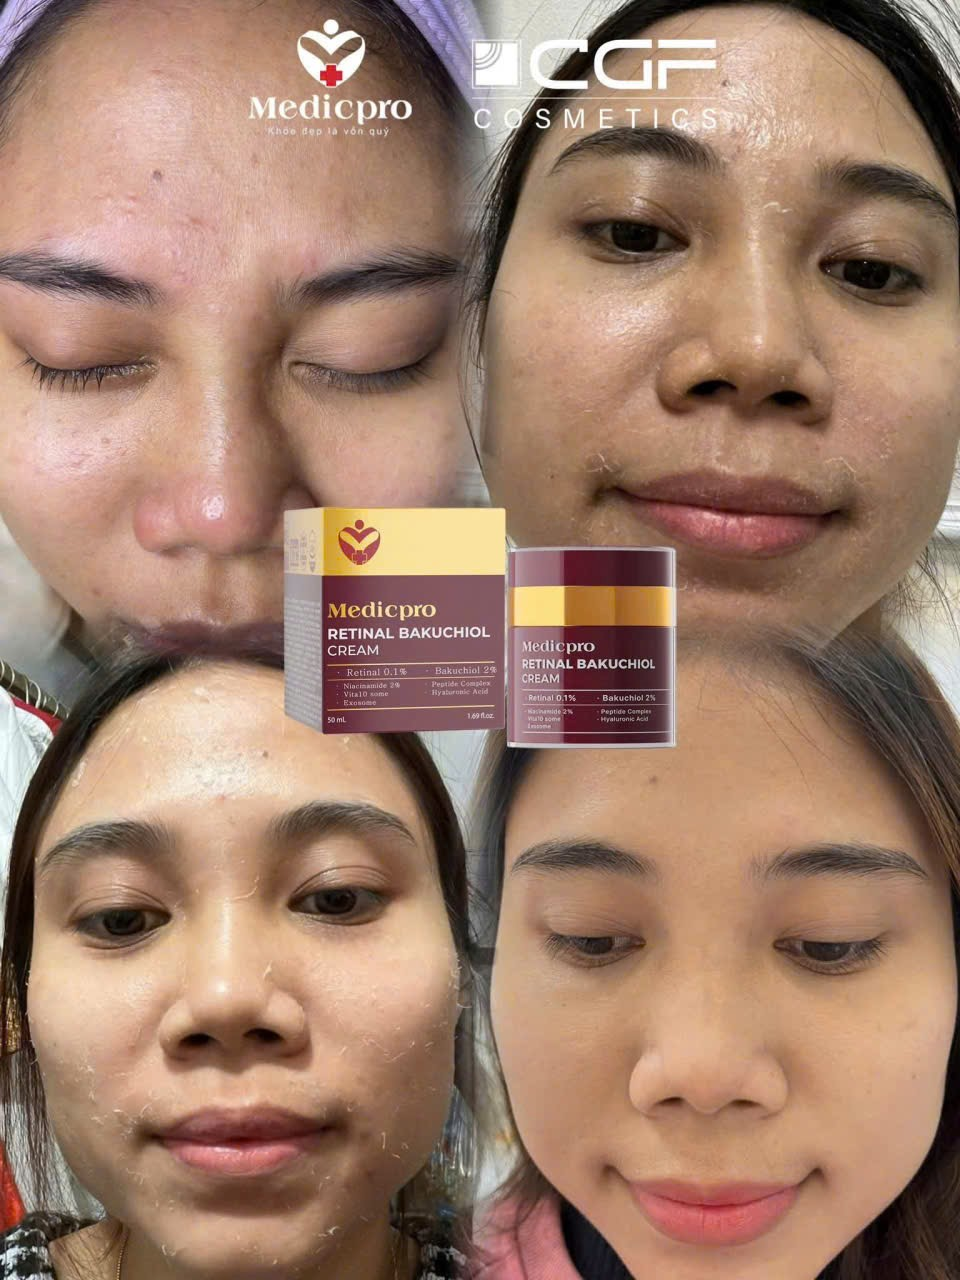 Medicpro
Khỏe đẹp là vốn quý
CGF
COSMETICS
Medicpro
RETINAL BAKUCHIOL
CREAM
· Retinal 0.1% · Bakuchiol 2%
· Niacinamide 2% · Peptide Complex
· Vita10 some · Hyaluronic Acid
· Exosome
50 mL 1.69 fl.oz.
Medicpro
RETINAL BAKUCHIOL
CREAM
· Retinal 0.1% · Bakuchiol 2%
· Niacinamide 2% · Peptide Complex
· Vita10 some · Hyaluronic Acid
· Exosome